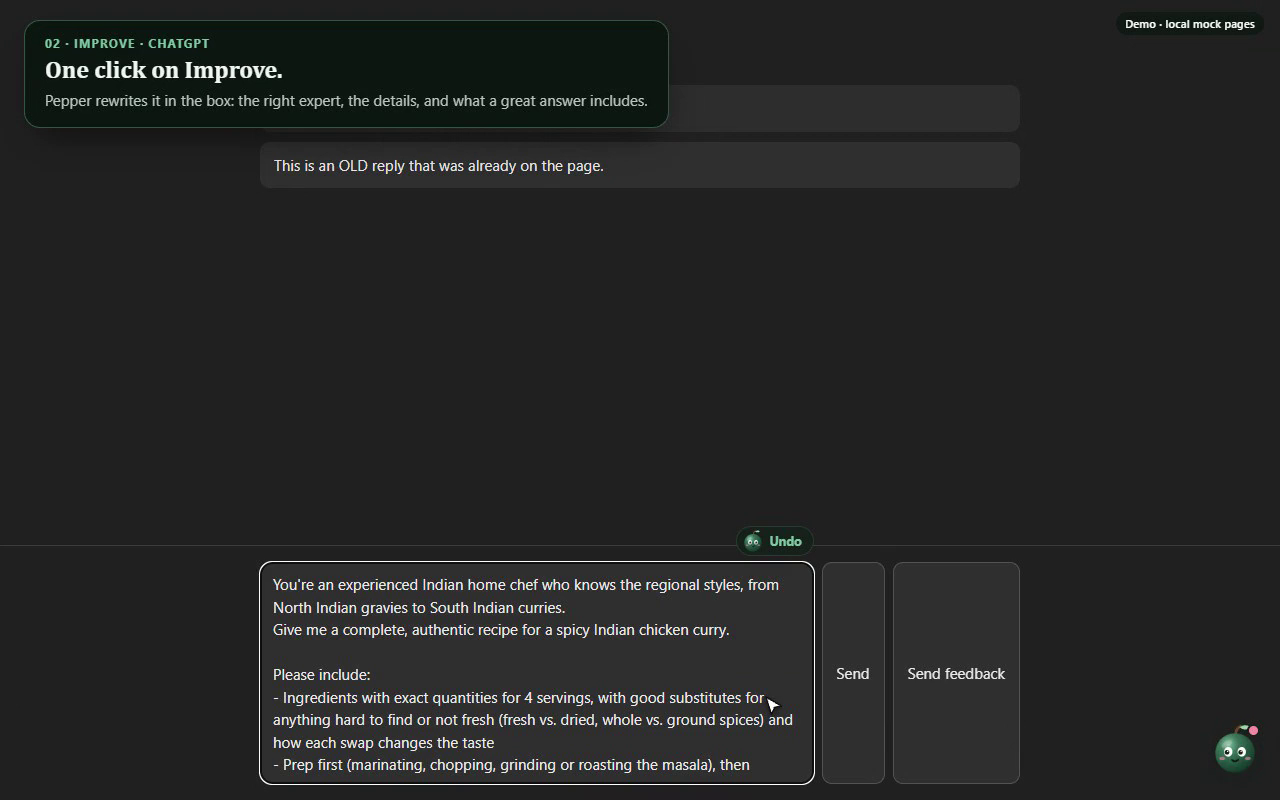 02 · IMPROVE · CHATGPT
One click on Improve.
Pepper rewrites it in the box: the right expert, the details, and what a great answer includes.
Demo · local mock pages
This is an OLD reply that was already on the page.
Undo
You're an experienced Indian home chef who knows the regional styles, from
North Indian gravies to South Indian curries.
Give me a complete, authentic recipe for a spicy Indian chicken curry.
Please include:
- Ingredients with exact quantities for 4 servings, with good substitutes for
anything hard to find or not fresh (fresh vs. dried, whole vs. ground spices) and
how each swap changes the taste
- Prep first (marinating, chopping, grinding or roasting the masala), then
Send
Send feedback